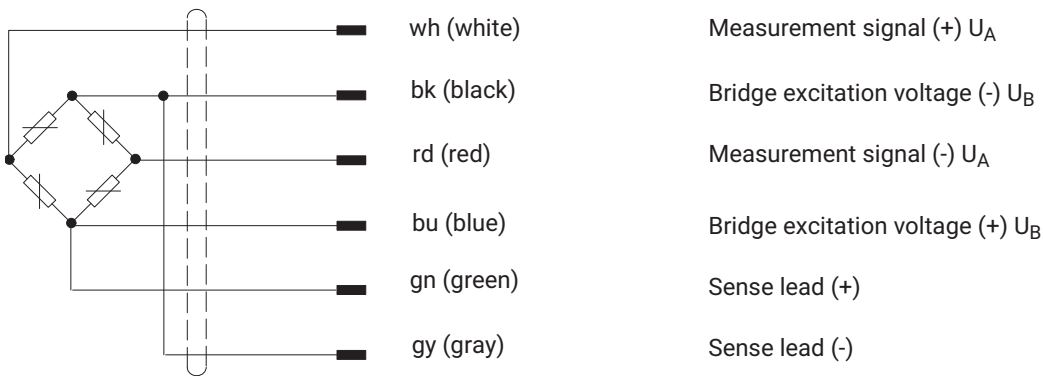 wh (white) Measurement signal (+) UA
bk (black) Bridge excitation voltage (-) UB
rd (red) Measurement signal (-) UA
bu (blue) Bridge excitation voltage (+) UB
gn (green) Sense lead (+)
gy (gray) Sense lead (-)